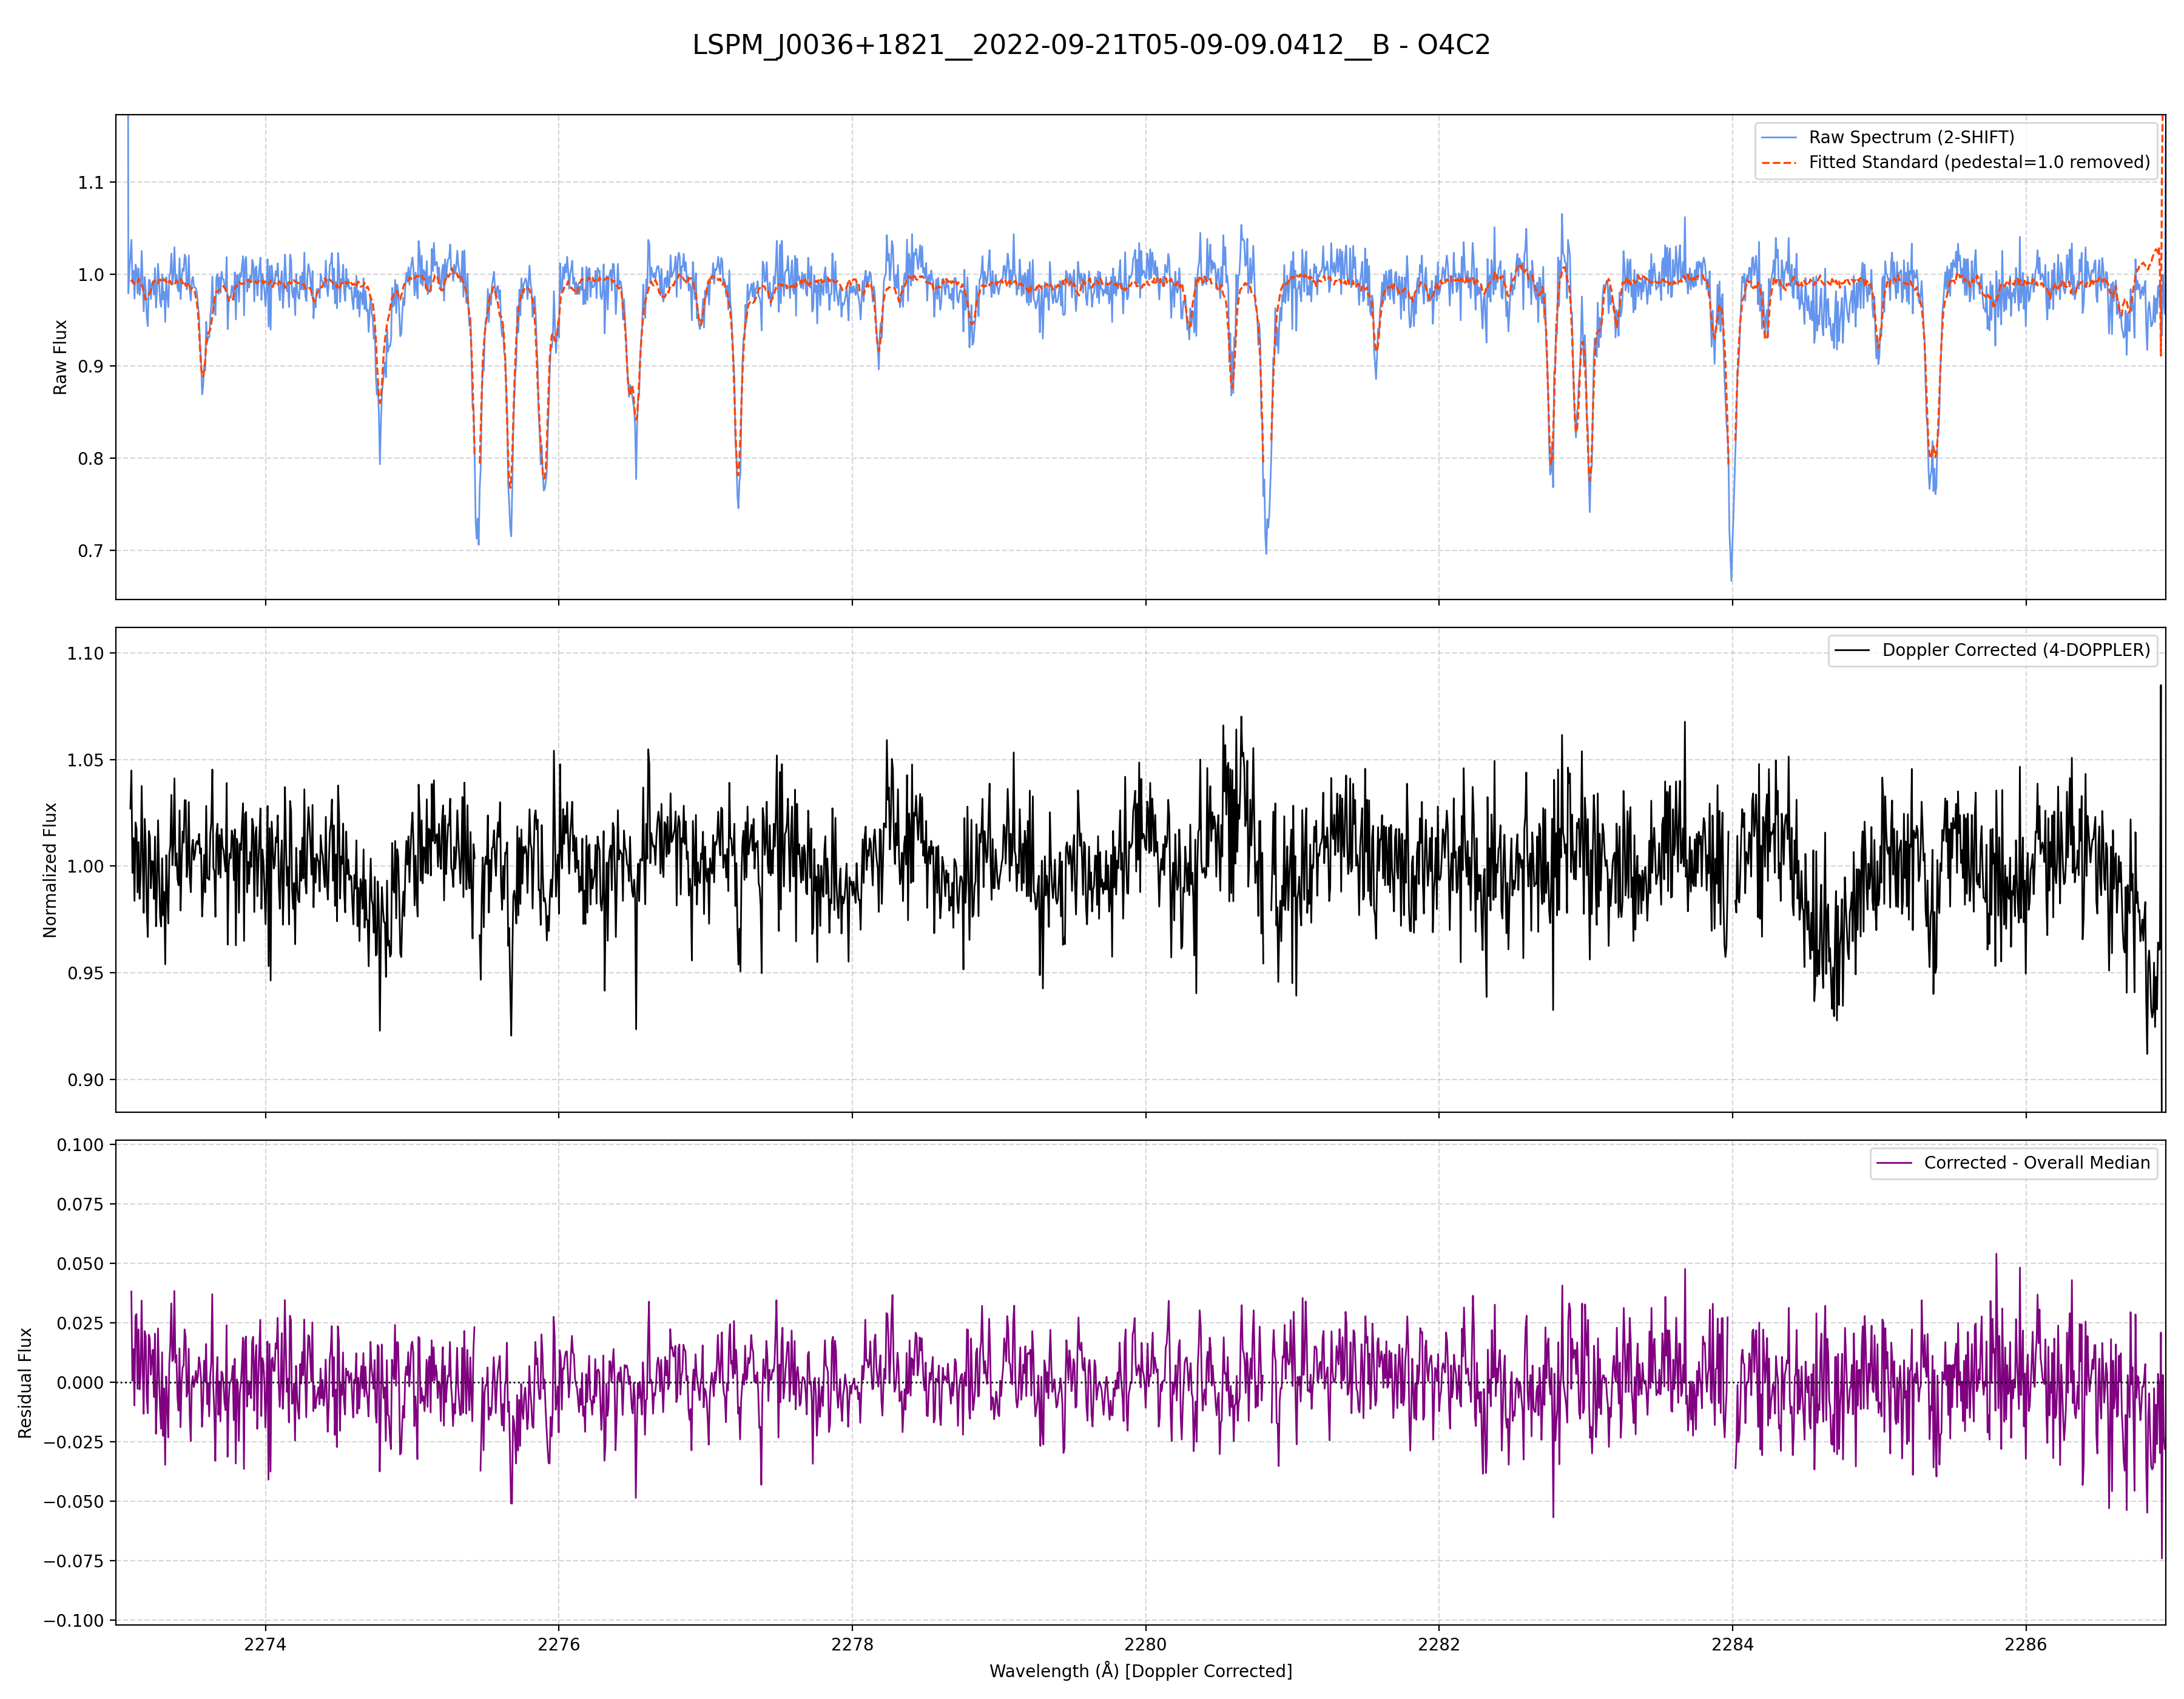 LSPM_J0036+1821__2022-09-21T05-09-09.0412__B - O4C2
Raw Spectrum (2-SHIFT)
Fitted Standard (pedestal=1.0 removed)
1.1
1.0
0.9
0.8
0.7
Raw Flux
Doppler Corrected (4-DOPPLER)
1.10
1.05
1.00
0.95
0.90
Normalized Flux
Corrected - Overall Median
0.100
0.075
0.050
0.025
0.000
−0.025
−0.050
−0.075
−0.100
Residual Flux
2274 2276 2278 2280 2282 2284 2286
Wavelength (Å) [Doppler Corrected]